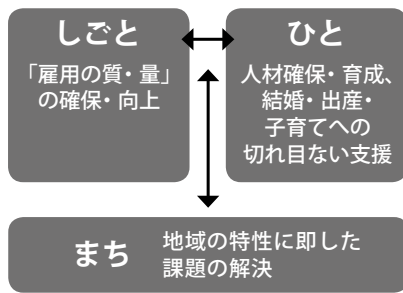 しごと
「雇用の質・量」
の確保・向上
ひと
人材確保・育成、
結婚・出産・
子育てへの
切れ目ない支援
まち
地域の特性に即した
課題の解決